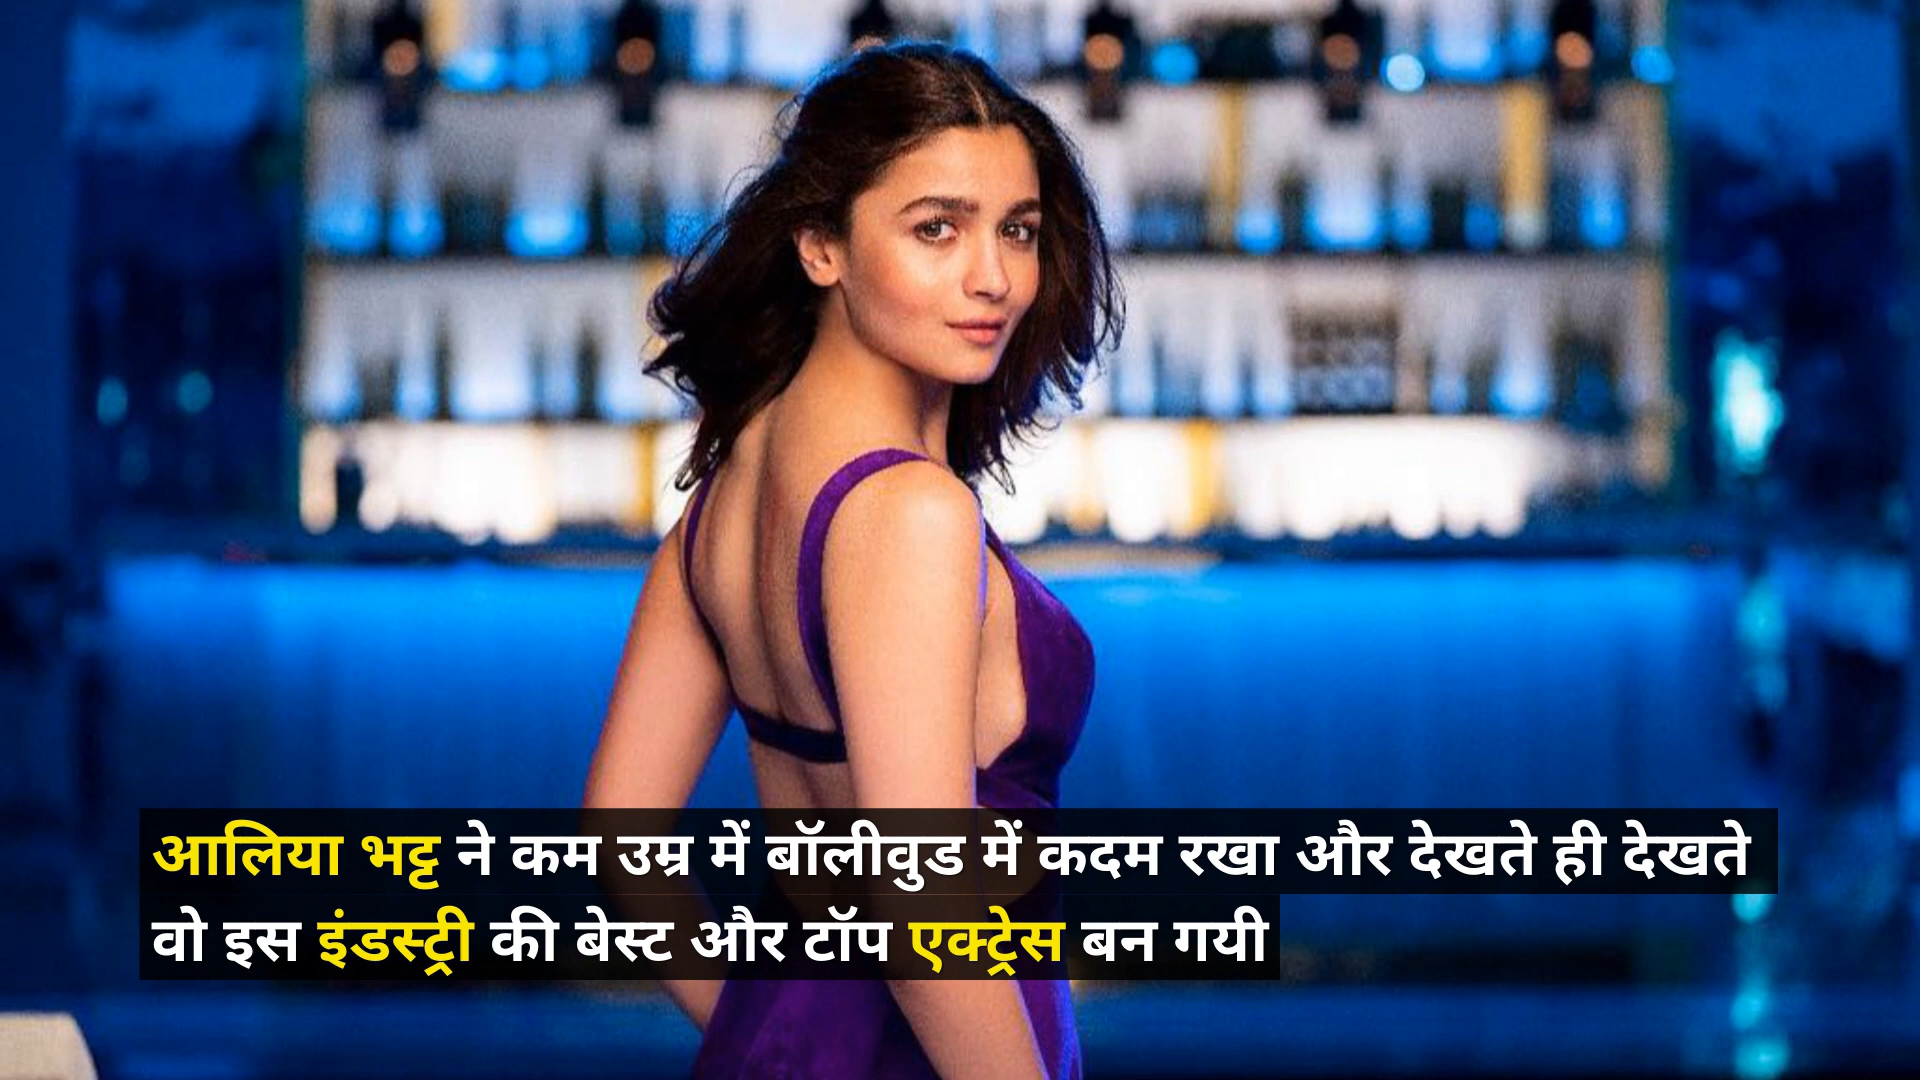 आलिया भट्ट ने कम उम्र में बॉलीवुड में कदम रखा और देखते ही देखते
वो इस इंडस्ट्री की बेस्ट और टॉप एक्ट्रेस बन गयी